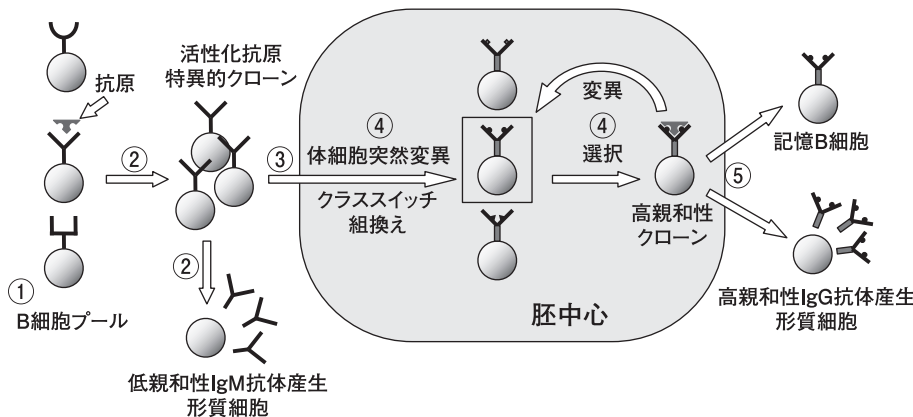 抗原
①
B細胞プール
②
活性化抗原
特異的クローン
②
低親和性IgM抗体産生
形質細胞
③
④
体細胞突然変異
クラススイッチ
組換え
変異
④
選択
高親和性
クローン
胚中心
⑤
記憶B細胞
高親和性IgG抗体産生
形質細胞